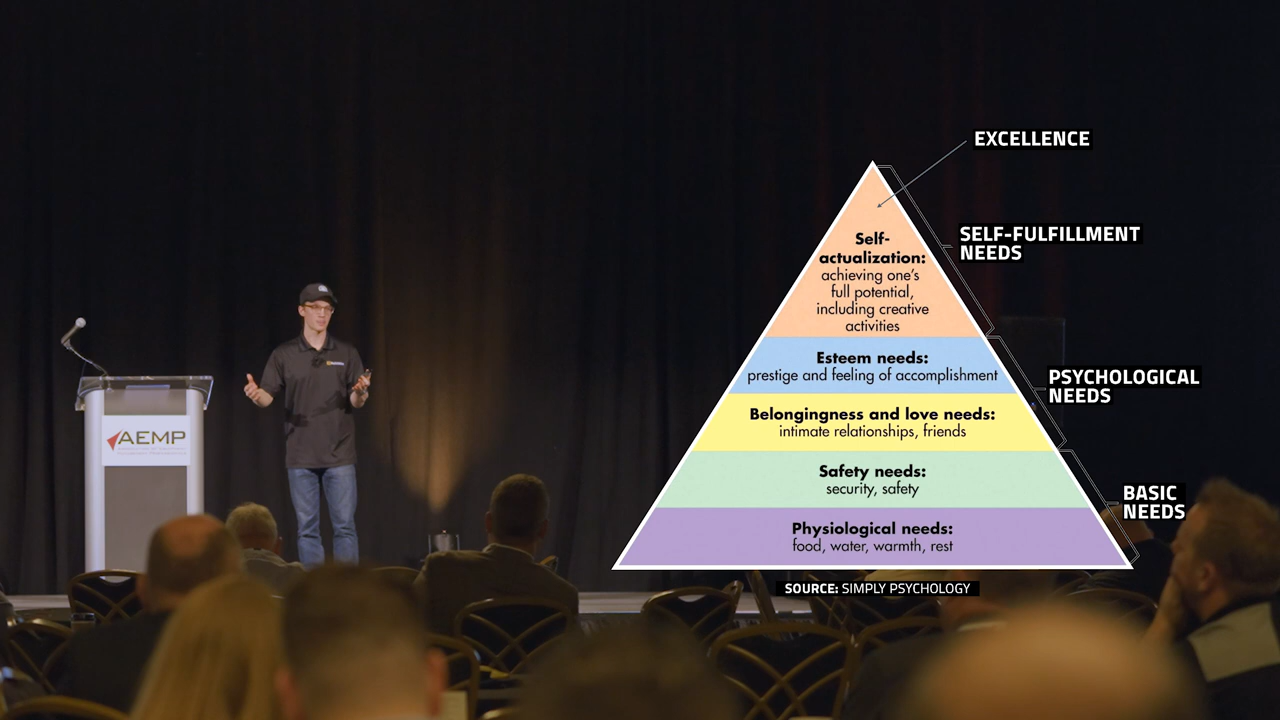 EXCELLENCE
SELF-FULFILLMENT
NEEDS
Self-
actualization:
achieving one's
full potential,
including creative
activities
Esteem needs:
prestige and feeling of accomplishment
PSYCHOLOGICAL
NEEDS
Belongingness and love needs:
intimate relationships, friends
Safety needs:
security, safety
BASIC
NEEDS
Physiological needs:
food, water, warmth, rest
SOURCE: SIMPLY PSYCHOLOGY
AEMP